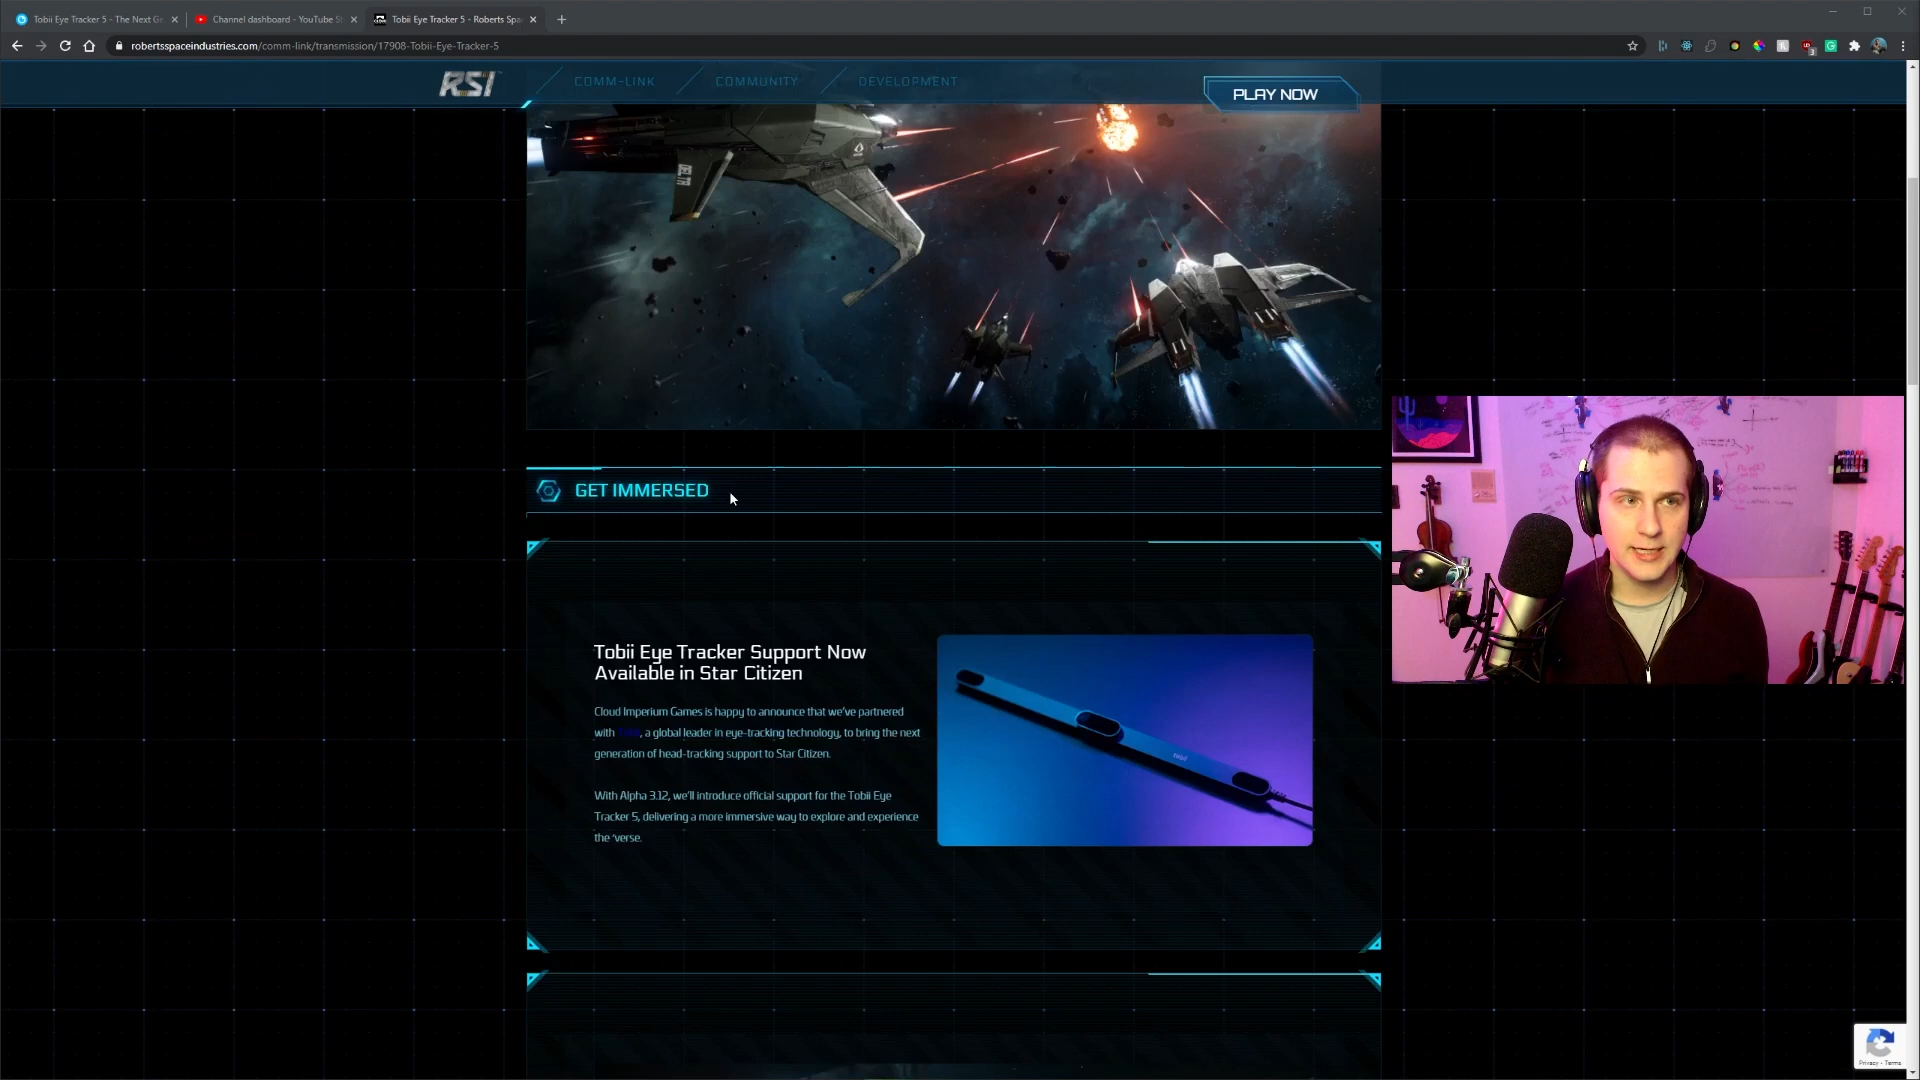 Tobii Eye Tracker 5 - The Next Ge
Channel dashboard - YouTube St
Tobii Eye Tracker 5 - Roberts Spac
robertsspaceindustries.com/comm-link/transmission/17908-Tobii-Eye-Tracker-5
RSI
COMM-LINK
COMMUNITY
DEVELOPMENT
PLAY NOW
GET IMMERSED
Tobii Eye Tracker Support Now
Available in Star Citizen
Cloud Imperium Games is happy to announce that we've partnered
with Tobii, a global leader in eye-tracking technology, to bring the next
generation of head-tracking support to Star Citizen.
With Alpha 3.12, we'll introduce official support for the Tobii Eye
Tracker 5, delivering a more immersive way to explore and experience
the 'verse.
tobii
Privacy - Terms